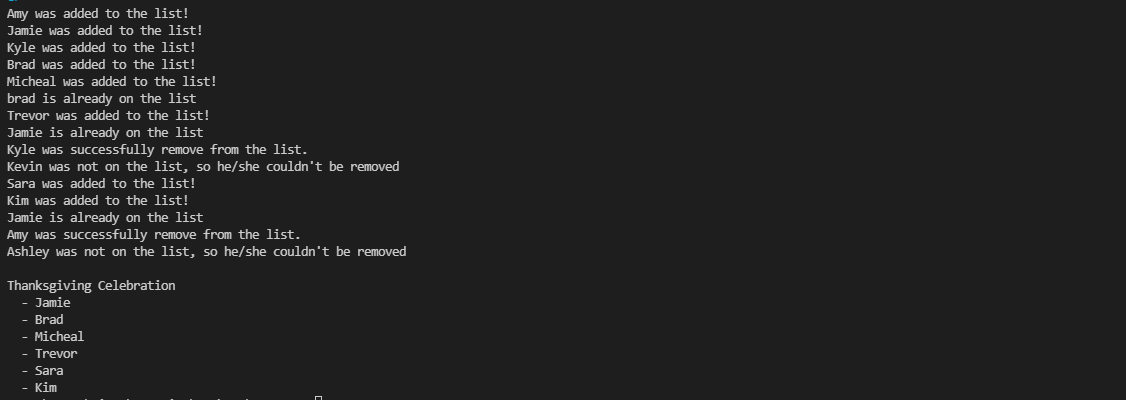 Amy was added to the list!
Jamie was added to the list!
Kyle was added to the list!
Brad was added to the list!
Micheal was added to the list!
brad is already on the list
Trevor was added to the list!
Jamie is already on the list
Kyle was successfully remove from the list.
Kevin was not on the list, so he/she couldn't be removed
Sara was added to the list!
Kim was added to the list!
Jamie is already on the list
Amy was successfully remove from the list.
Ashley was not on the list, so he/she couldn't be removed
Thanksgiving Celebration
- Jamie
- Brad
- Micheal
- Trevor
- Sara
- Kim